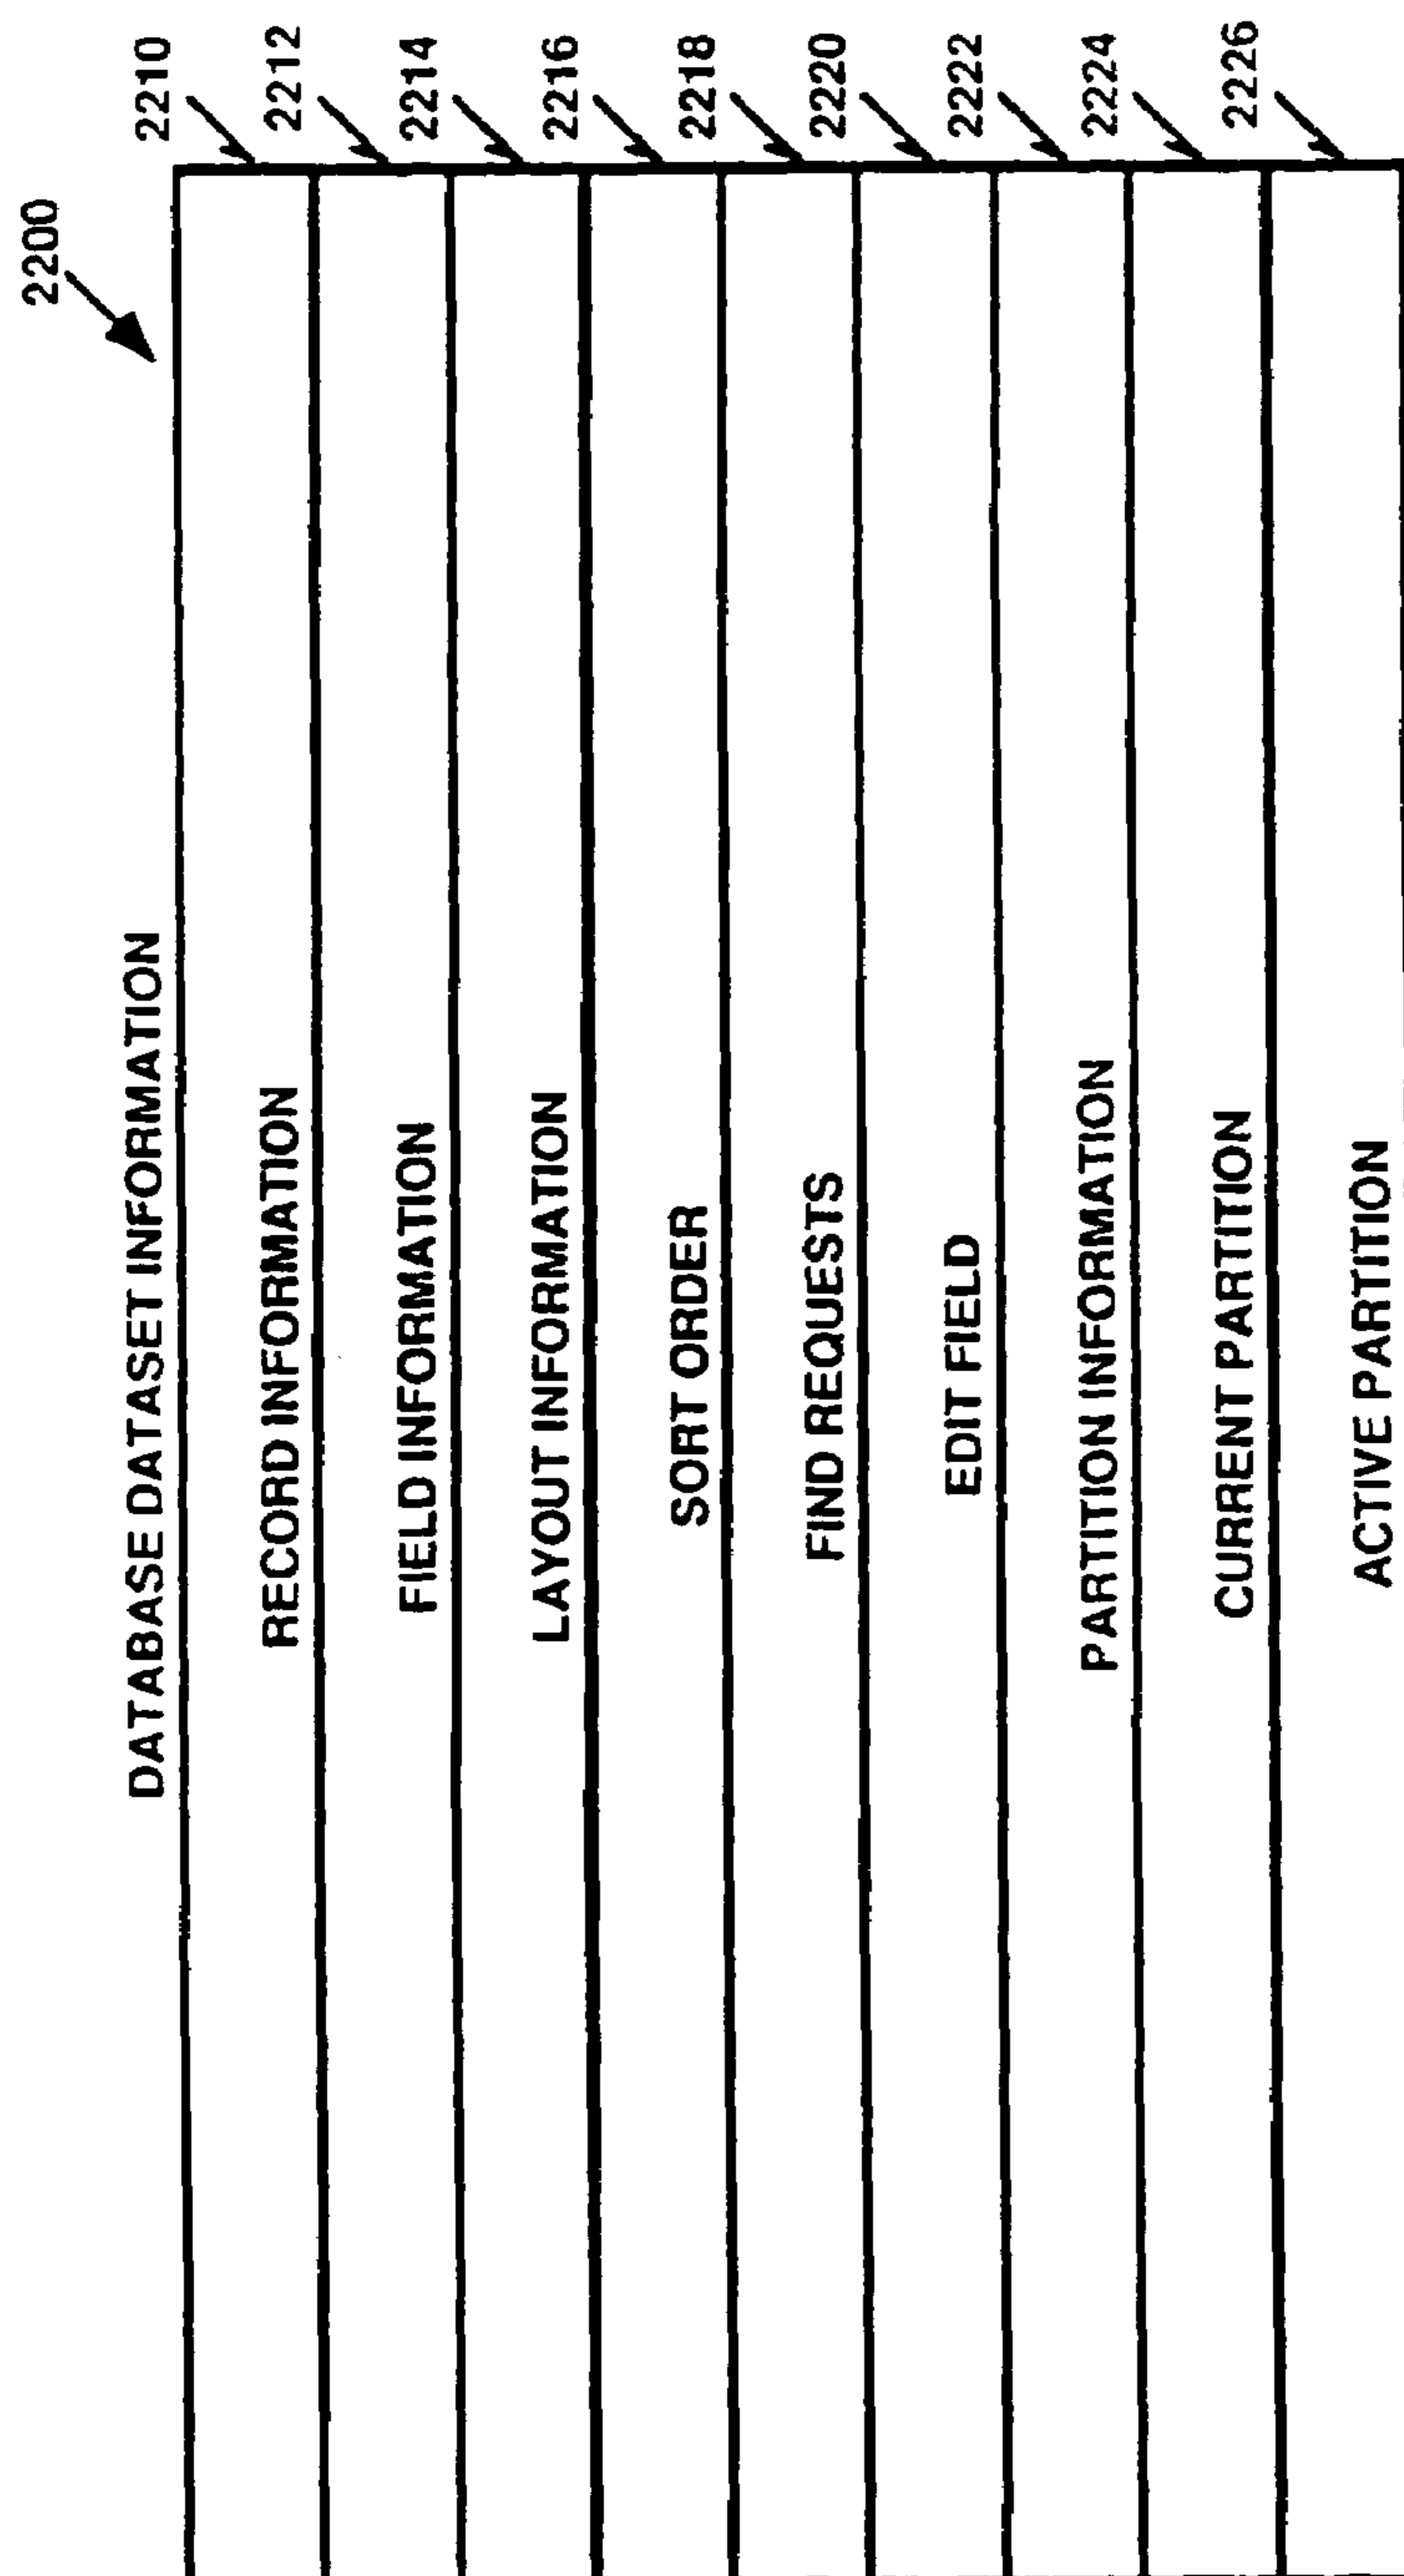 2200
DATABASE DATASET INFORMATION
2210
RECORD INFORMATION
2212
FIELD INFORMATION
2214
LAYOUT INFORMATION
2216
SORT ORDER
2218
FIND REQUESTS
2220
EDIT FIELD
2222
PARTITION INFORMATION
2224
CURRENT PARTITION
2226
ACTIVE PARTITION